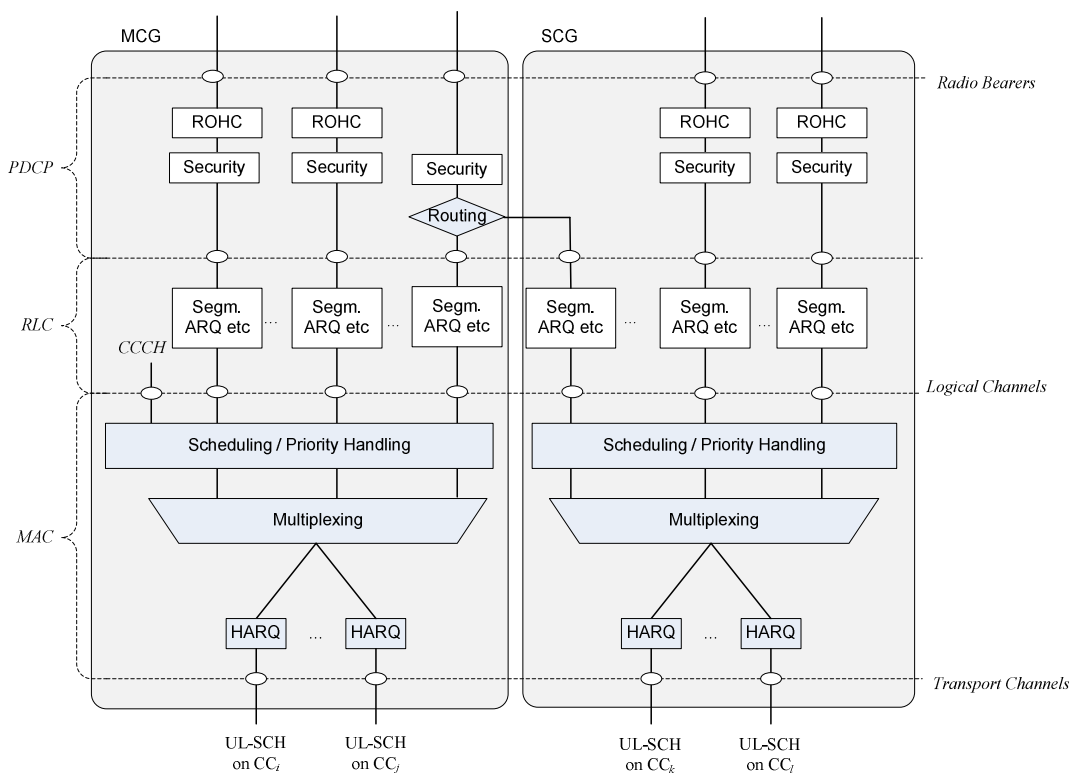 MCG
SCG
Radio Bearers
ROHC
ROHC
ROHC
ROHC
PDCP
Security
Security
Security
Security
Security
Routing
Segm.
ARQ etc
...
Segm.
ARQ etc
...
Segm.
ARQ etc
Segm.
ARQ etc
...
Segm.
ARQ etc
...
Segm.
ARQ etc
RLC
CCCH
Logical Channels
Scheduling / Priority Handling
Scheduling / Priority Handling
Multiplexing
Multiplexing
MAC
HARQ
...
HARQ
HARQ
...
HARQ
Transport Channels
UL-SCH
on CCi
UL-SCH
on CCj
UL-SCH
on CCk
UL-SCH
on CCl